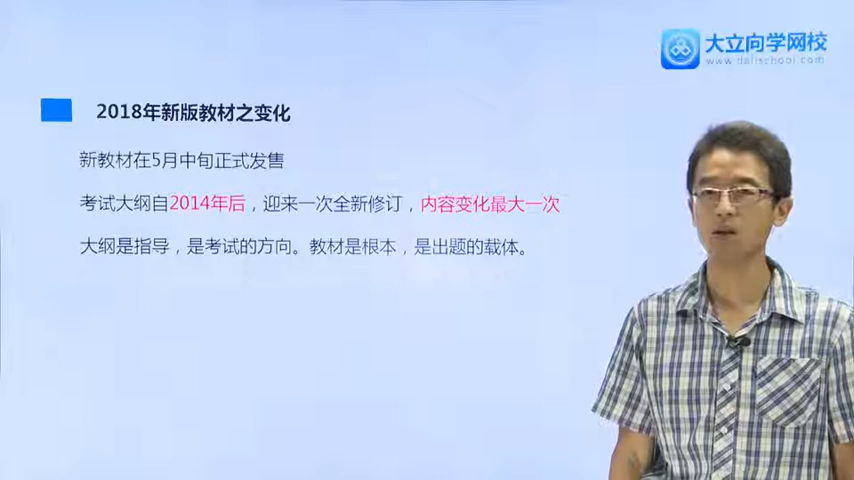 大立向学网校
www.dalischool.com
2018年新版教材之变化
新教材在5月中旬正式发售
考试大纲自2014年后，迎来一次全新修订，内容变化最大一次
大纲是指导，是考试的方向。教材是根本，是出题的载体。